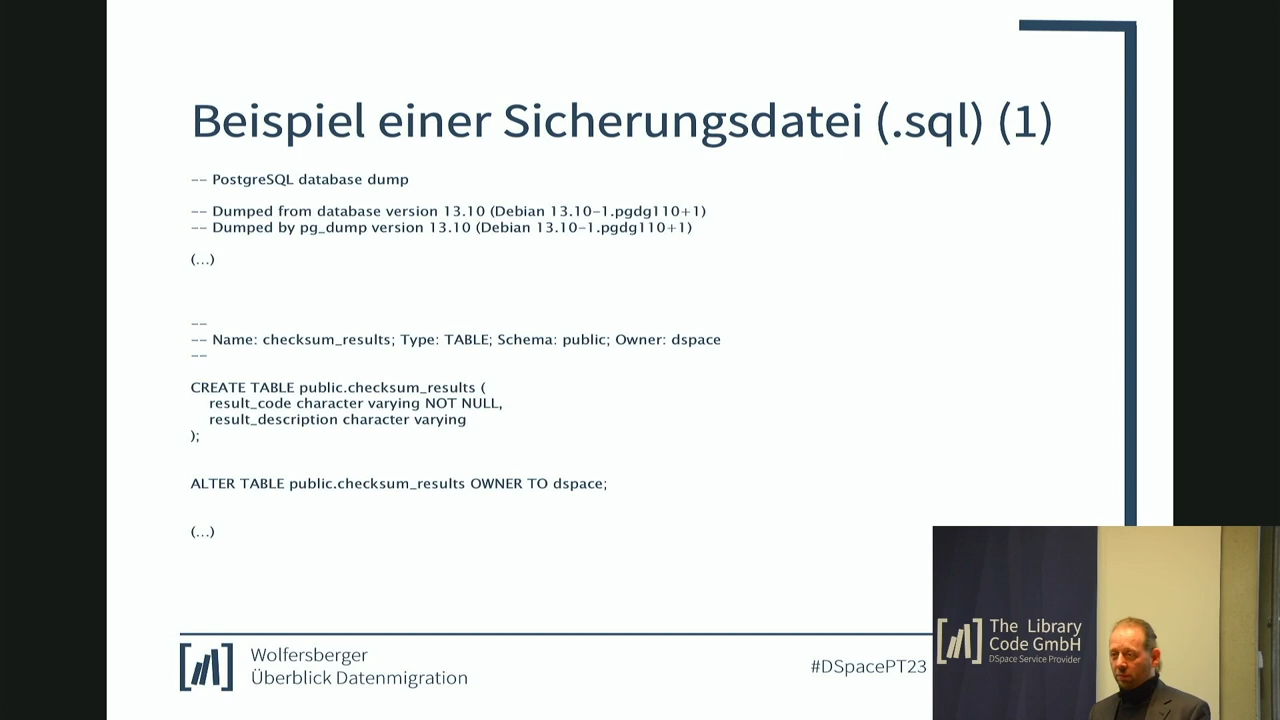 Beispiel einer Sicherungsdatei (.sql) (1)
-- PostgreSQL database dump
-- Dumped from database version 13.10 (Debian 13.10-1.pgdg110+1)
-- Dumped by pg_dump version 13.10 (Debian 13.10-1.pgdg110+1)
(...)
--
-- Name: checksum_results; Type: TABLE; Schema: public; Owner: dspace
--
CREATE TABLE public.checksum_results (
result_code character varying NOT NULL,
result_description character varying
);
ALTER TABLE public.checksum_results OWNER TO dspace;
(...)
Wolfersberger
Überblick Datenmigration
#DSpacePT23
The Library
Code GmbH
DSpace Service Provider